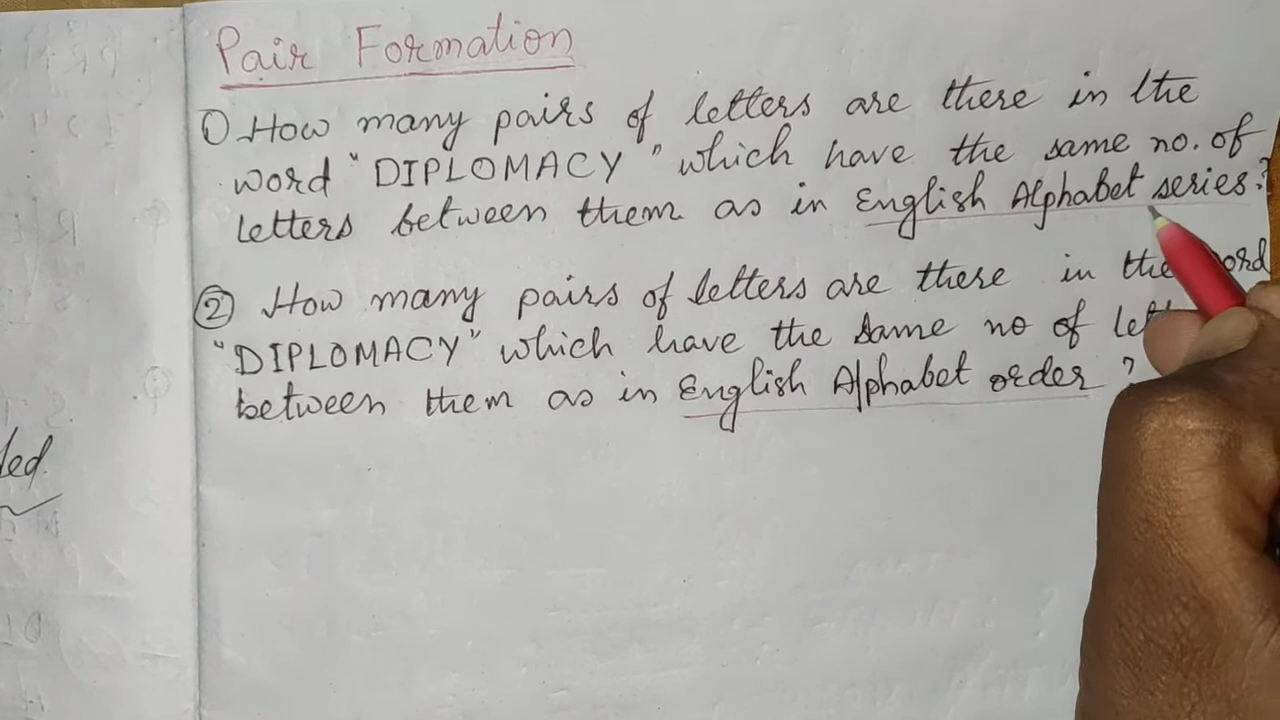 Pair Formation
1) How many pairs of letters are there in the
word "DIPLOMACY" which have the same no. of
letters between them as in English Alphabet series?
2 How many pairs of letters are there in the
"DIPLOMACY" which have the same no of
between them as in English Alphabet order ?
ded.